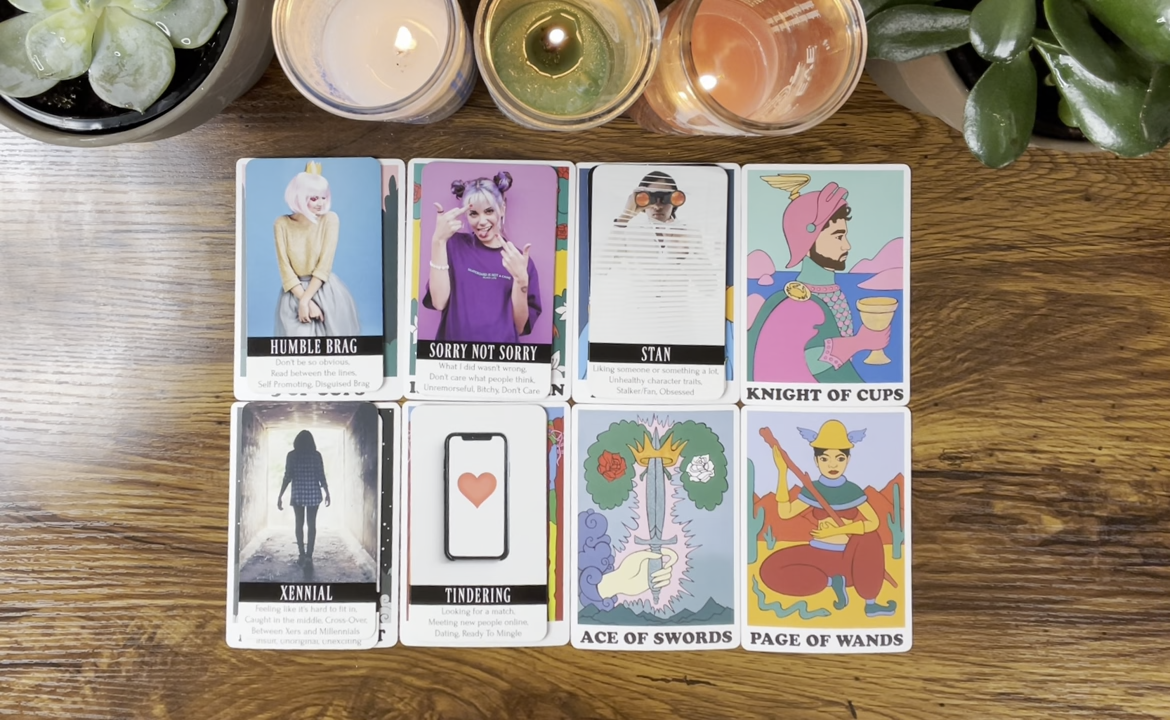 HUMBLE BRAG
Don't be so obvious,
Read between the lines,
Self Promoting, Disguised Brag
SORRY NOT SORRY
What I did wasn't wrong,
Don't care what people think,
Unremorseful, Bitchy, Don't Care
STAN
Liking someone or something a lot,
Unhealthy character traits,
Stalker/Fan, Obsessed
KNIGHT OF CUPS
XENNIAL
Feeling like it's hard to fit in,
Caught in the middle, Cross-Over
Between Xers and Millennials
TINDERING
Looking for a match,
Meeting new people online,
Dating, Ready To Mingle
ACE OF SWORDS
PAGE OF WANDS